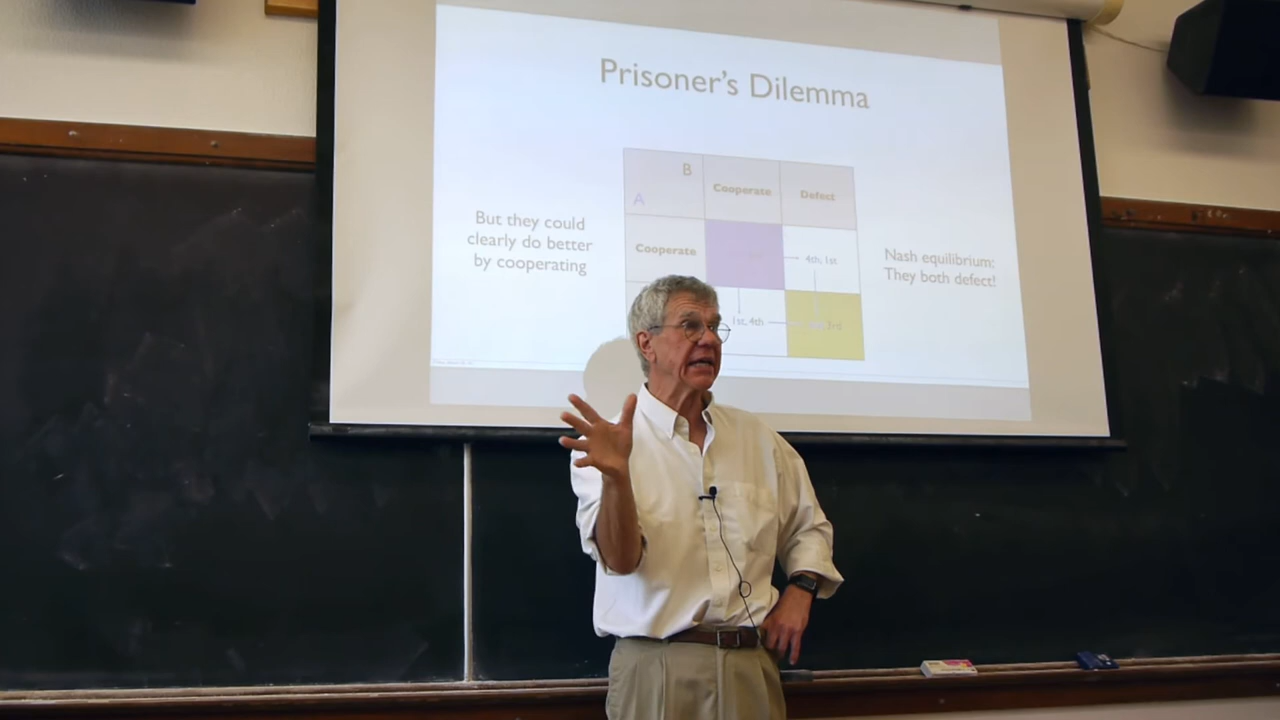 Prisoner's Dilemma
B
A
Cooperate
Defect
But they could
clearly do better
by cooperating
Cooperate
4th, 1st
Nash equilibrium:
They both defect!
1st, 4th
3rd